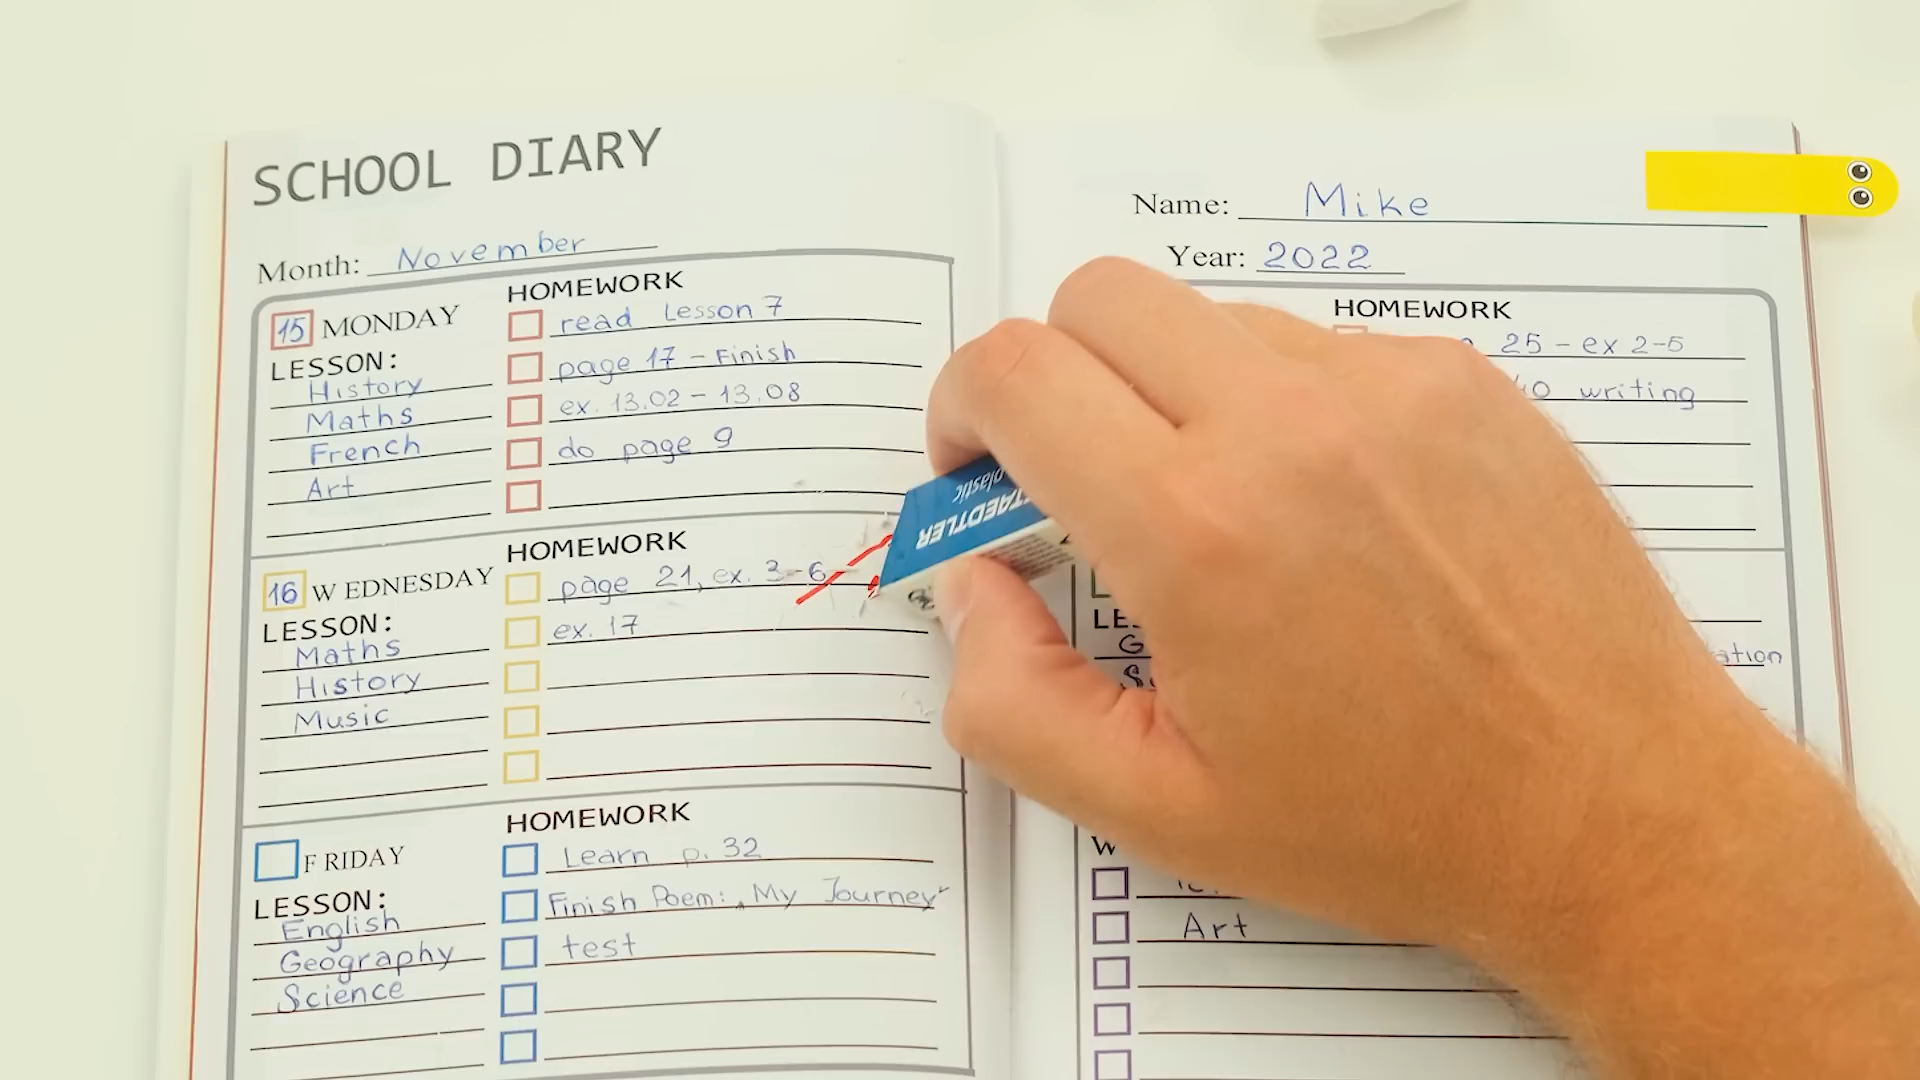 SCHOOL DIARY
Month: November
15 MONDAY
LESSON:
History
Maths
French
Art
HOMEWORK
read Lesson 7
page 17 - Finish
ex. 13.02 - 13.08
do page 9
16 WEDNESDAY
LESSON:
Maths
History
Music
HOMEWORK
page 21, ex. 3-6
ex. 17
FRIDAY
LESSON:
English
Geography
Science
HOMEWORK
Learn p. 32
Finish Poem: „My Journey"
test
Name: Mike
Year: 2022
HOMEWORK
25 - ex 2-5
writing
Art
STAEDTLER
plastic